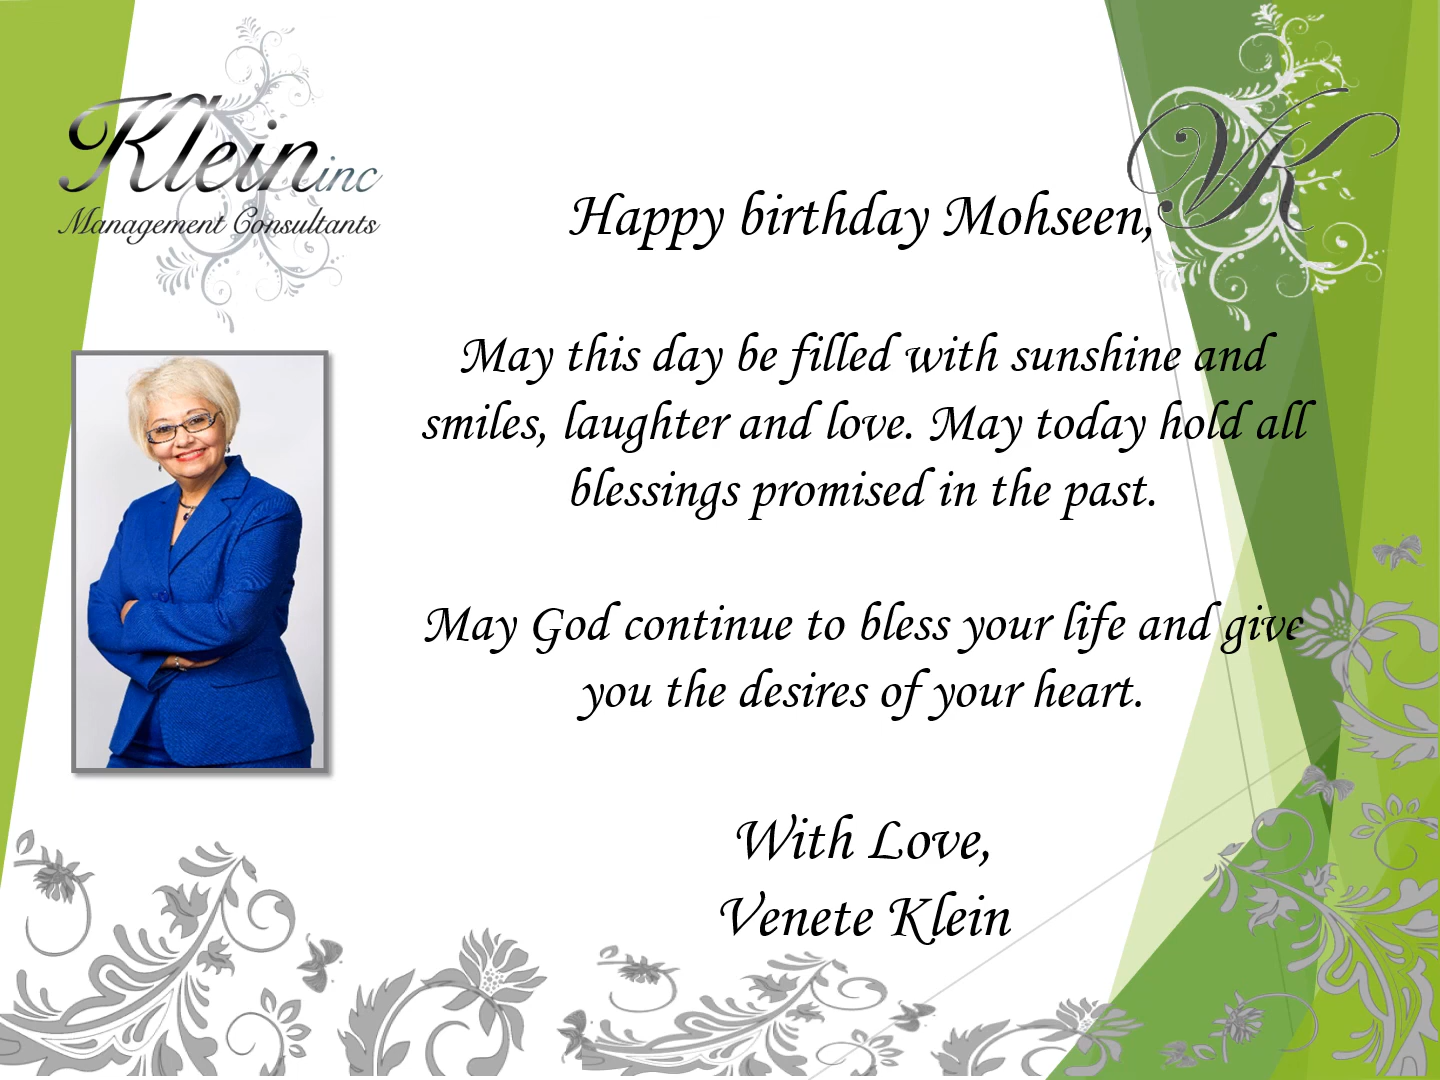 Klein inc
Management Consultants
VK
Happy birthday Mohseen,
May this day be filled with sunshine and
smiles, laughter and love. May today hold all
blessings promised in the past.
May God continue to bless your life and give
you the desires of your heart.
With Love,
Venete Klein